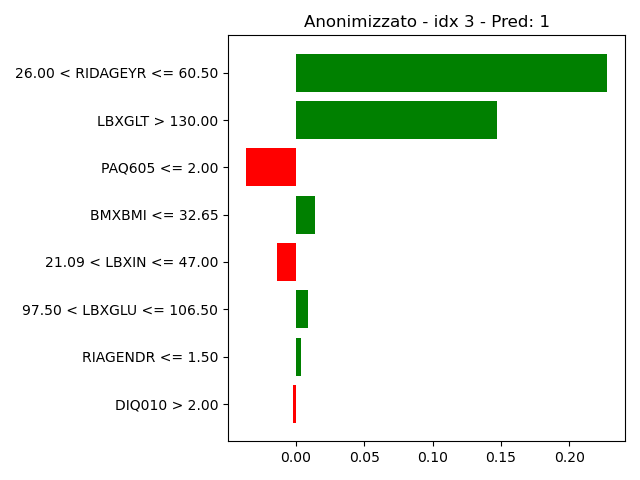 Anonimizzato - idx 3 - Pred: 1
26.00 < RIDAGEYR <= 60.50
LBXGLT > 130.00
PAQ605 <= 2.00
BMXBMI <= 32.65
21.09 < LBXIN <= 47.00
97.50 < LBXGLU <= 106.50
RIAGENDR <= 1.50
DIQ010 > 2.00
0.00 0.05 0.10 0.15 0.20